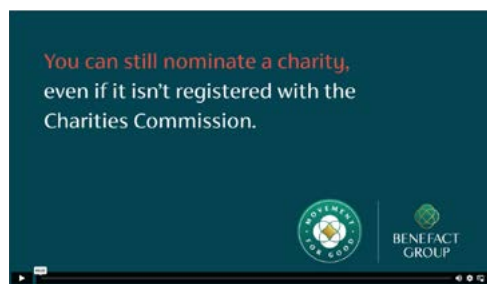 You can still nominate a charity,
even if it isn't registered with the
Charities Commission.
MOVEMENT
FOR GOOD
BENEFACT
GROUP